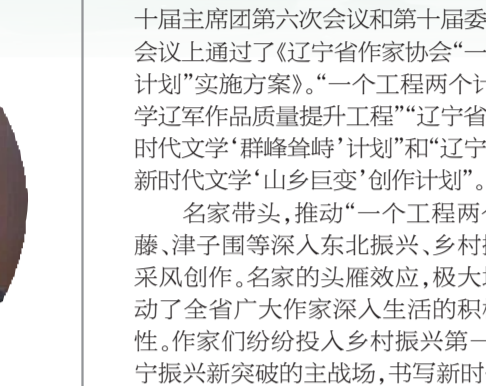 十届主席团第六次会议和第十届委
会议上通过了《辽宁省作家协会“一
计划”实施方案》。“一个工程两个计
学辽军作品质量提升工程”“辽宁省
时代文学‘群峰耸峙’计划”和“辽宁
新时代文学‘山乡巨变’创作计划”。
名家带头,推动“一个工程两个
藤、津子围等深入东北振兴、乡村振
采风创作。名家的头雁效应,极大
动了全省广大作家深入生活的积
性。作家们纷纷投入乡村振兴第一
宁振兴新突破的主战场,书写新时